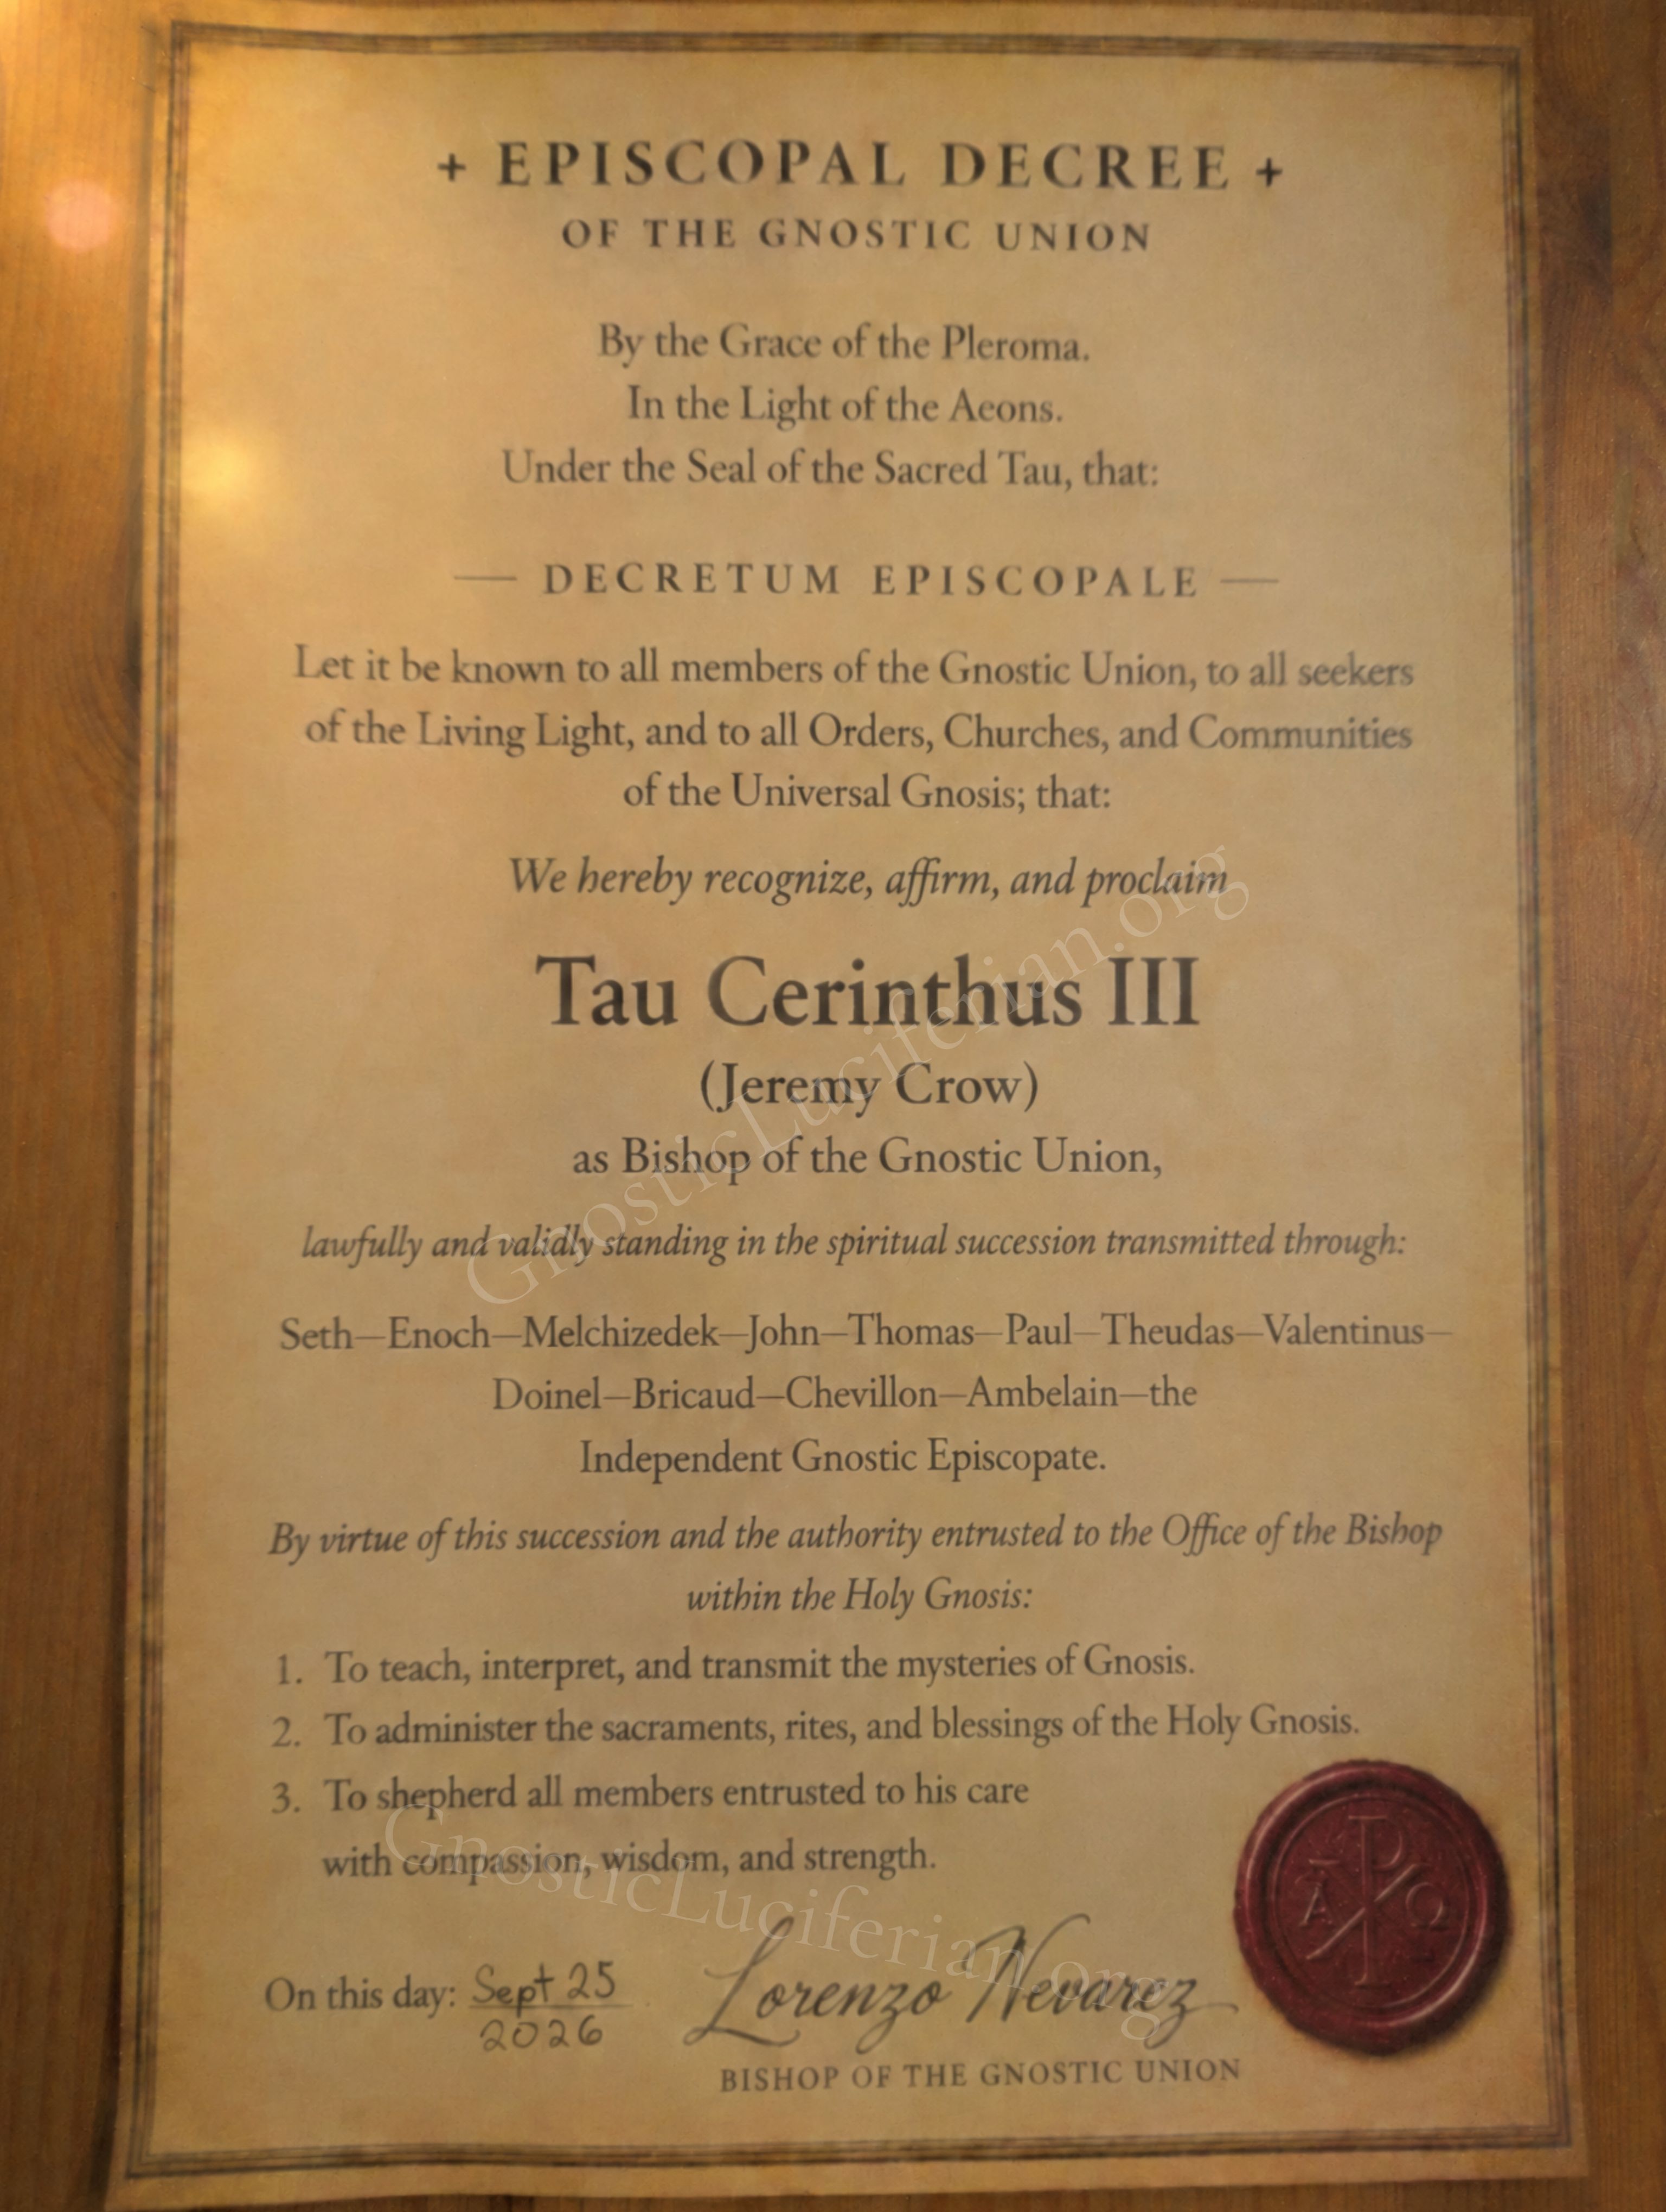 + EPISCOPAL DECREE +
OF THE GNOSTIC UNION
By the Grace of the Pleroma.
In the Light of the Aeons.
Under the Seal of the Sacred Tau, that:
— DECRETUM EPISCOPALE —
Let it be known to all members of the Gnostic Union, to all seekers
of the Living Light, and to all Orders, Churches, and Communities
of the Universal Gnosis; that:
We hereby recognize, affirm, and proclaim
Tau Cerinthus III
(Jeremy Crow)
as Bishop of the Gnostic Union,
lawfully and validly standing in the spiritual succession transmitted through:
Seth—Enoch—Melchizedek—John—Thomas—Paul—Theudas—Valentinus—
Doinel—Bricaud—Chevillon—Ambelain—the
Independent Gnostic Episcopate.
By virtue of this succession and the authority entrusted to the Office of the Bishop
within the Holy Gnosis:
1. To teach, interpret, and transmit the mysteries of Gnosis.
2. To administer the sacraments, rites, and blessings of the Holy Gnosis.
3. To shepherd all members entrusted to his care
with compassion, wisdom, and strength.
On this day: Sept 25
2026
Lorenzo Nevarez
BISHOP OF THE GNOSTIC UNION
Α Ω
GnosticLuciferian.org
GnosticLuciferian.org